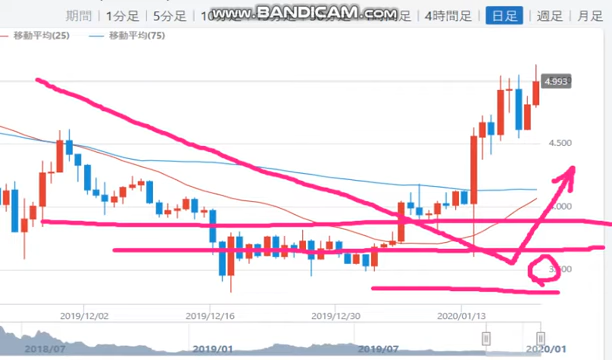 期間 1分足 5分足 4時間足 日足 週足 月足
www.BANDICAM.com
移動平均(25) 移動平均(75)
4.993
4.500
2019/12/02 2019/12/16 2019/12/30 2020/01/13
2018/07 2019/01 2019/07 2020/01